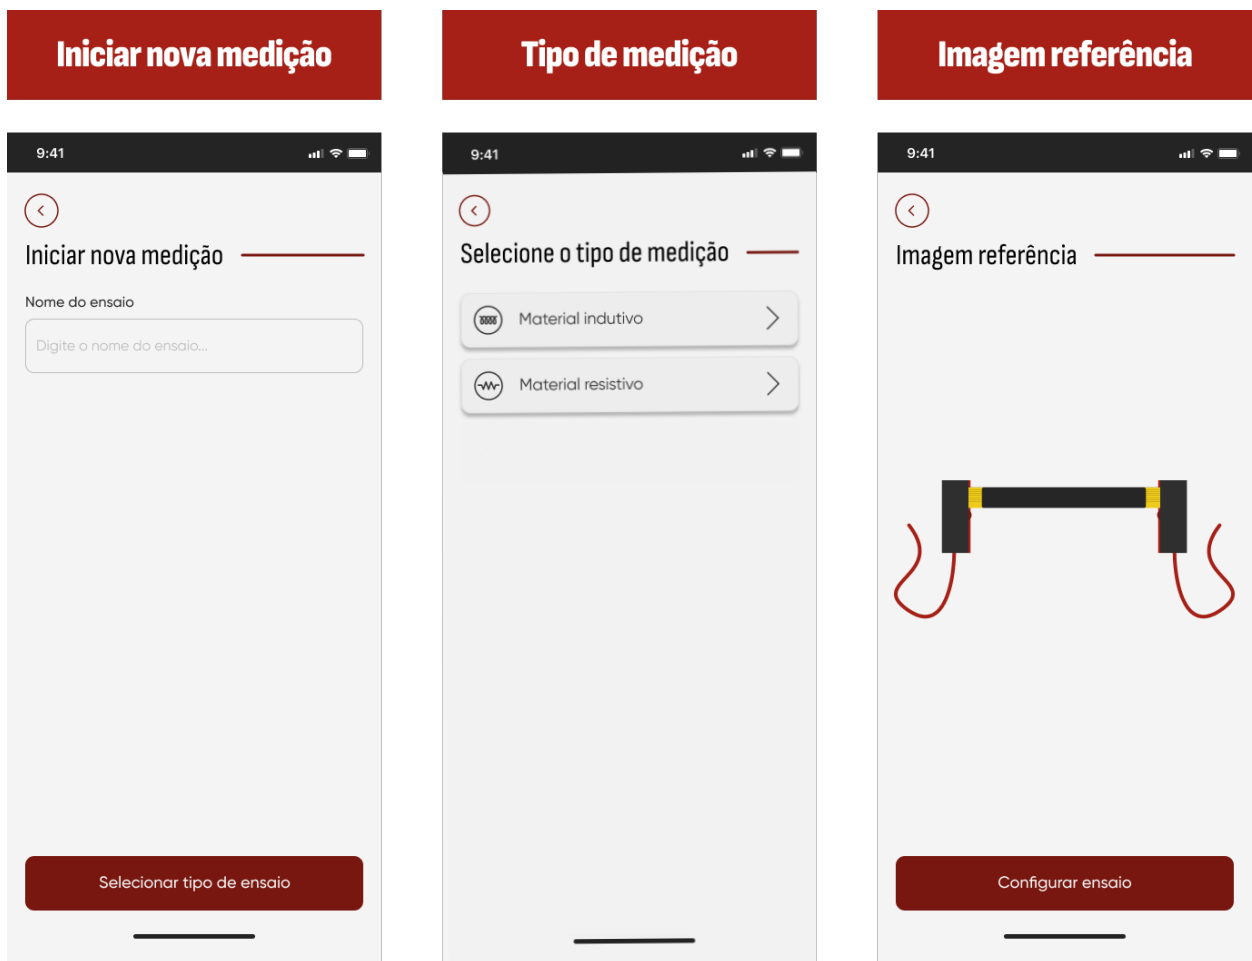 Iniciar nova medição
9:41
Iniciar nova medição
Nome do ensaio
Digite o nome do ensaio...
Selecionar tipo de ensaio
Tipo de medição
9:41
Selecione o tipo de medição
Material indutivo
Material resistivo
Imagem referência
9:41
Imagem referência
Configurar ensaio